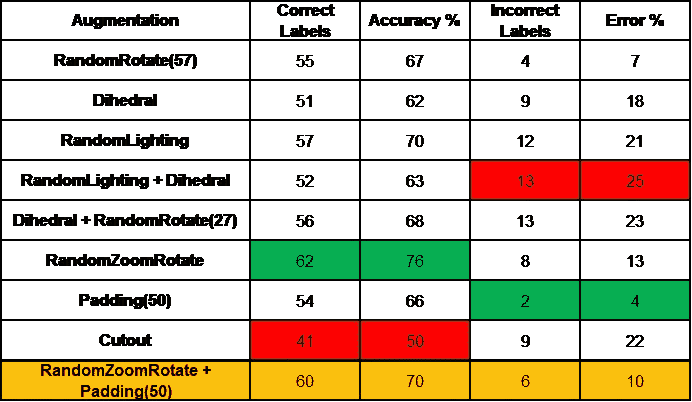 Augmentation Correct Labels Accuracy % Incorrect Labels Error %
RandomRotate(57) 55 67 4 7
Dihedral 51 62 9 18
RandomLighting 57 70 12 21
RandomLighting + Dihedral 52 63 13 25
Dihedral + RandomRotate(27) 56 68 13 23
RandomZoomRotate 62 76 8 13
Padding(50) 54 66 2 4
Cutout 41 50 9 22
RandomZoomRotate + Padding(50) 60 70 6 10